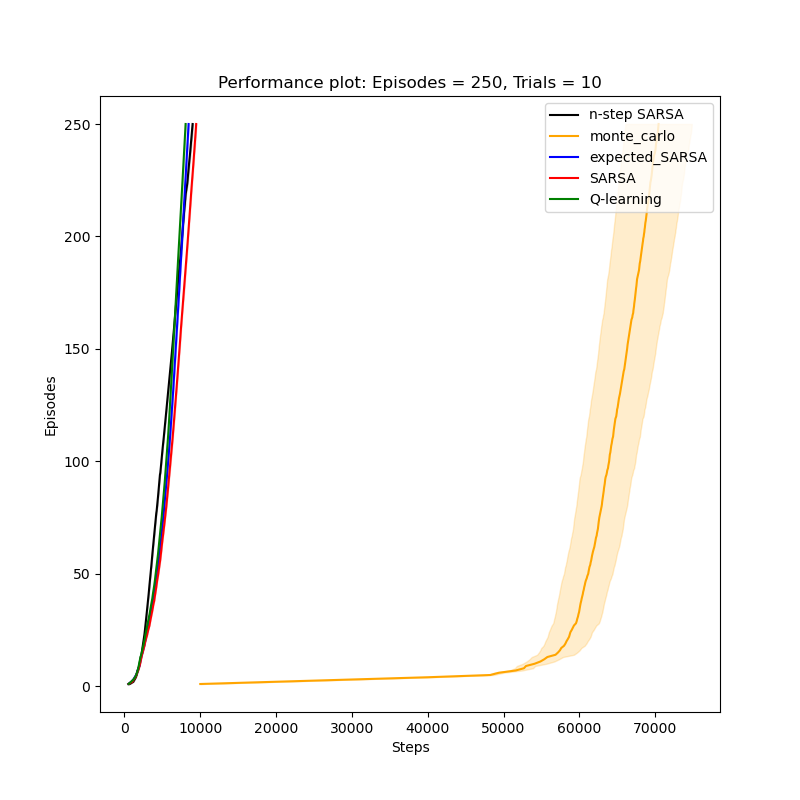 Performance plot: Episodes = 250, Trials = 10
n-step SARSA
monte_carlo
expected_SARSA
SARSA
Q-learning
250
200
150
100
50
0
Episodes
0 10000 20000 30000 40000 50000 60000 70000
Steps